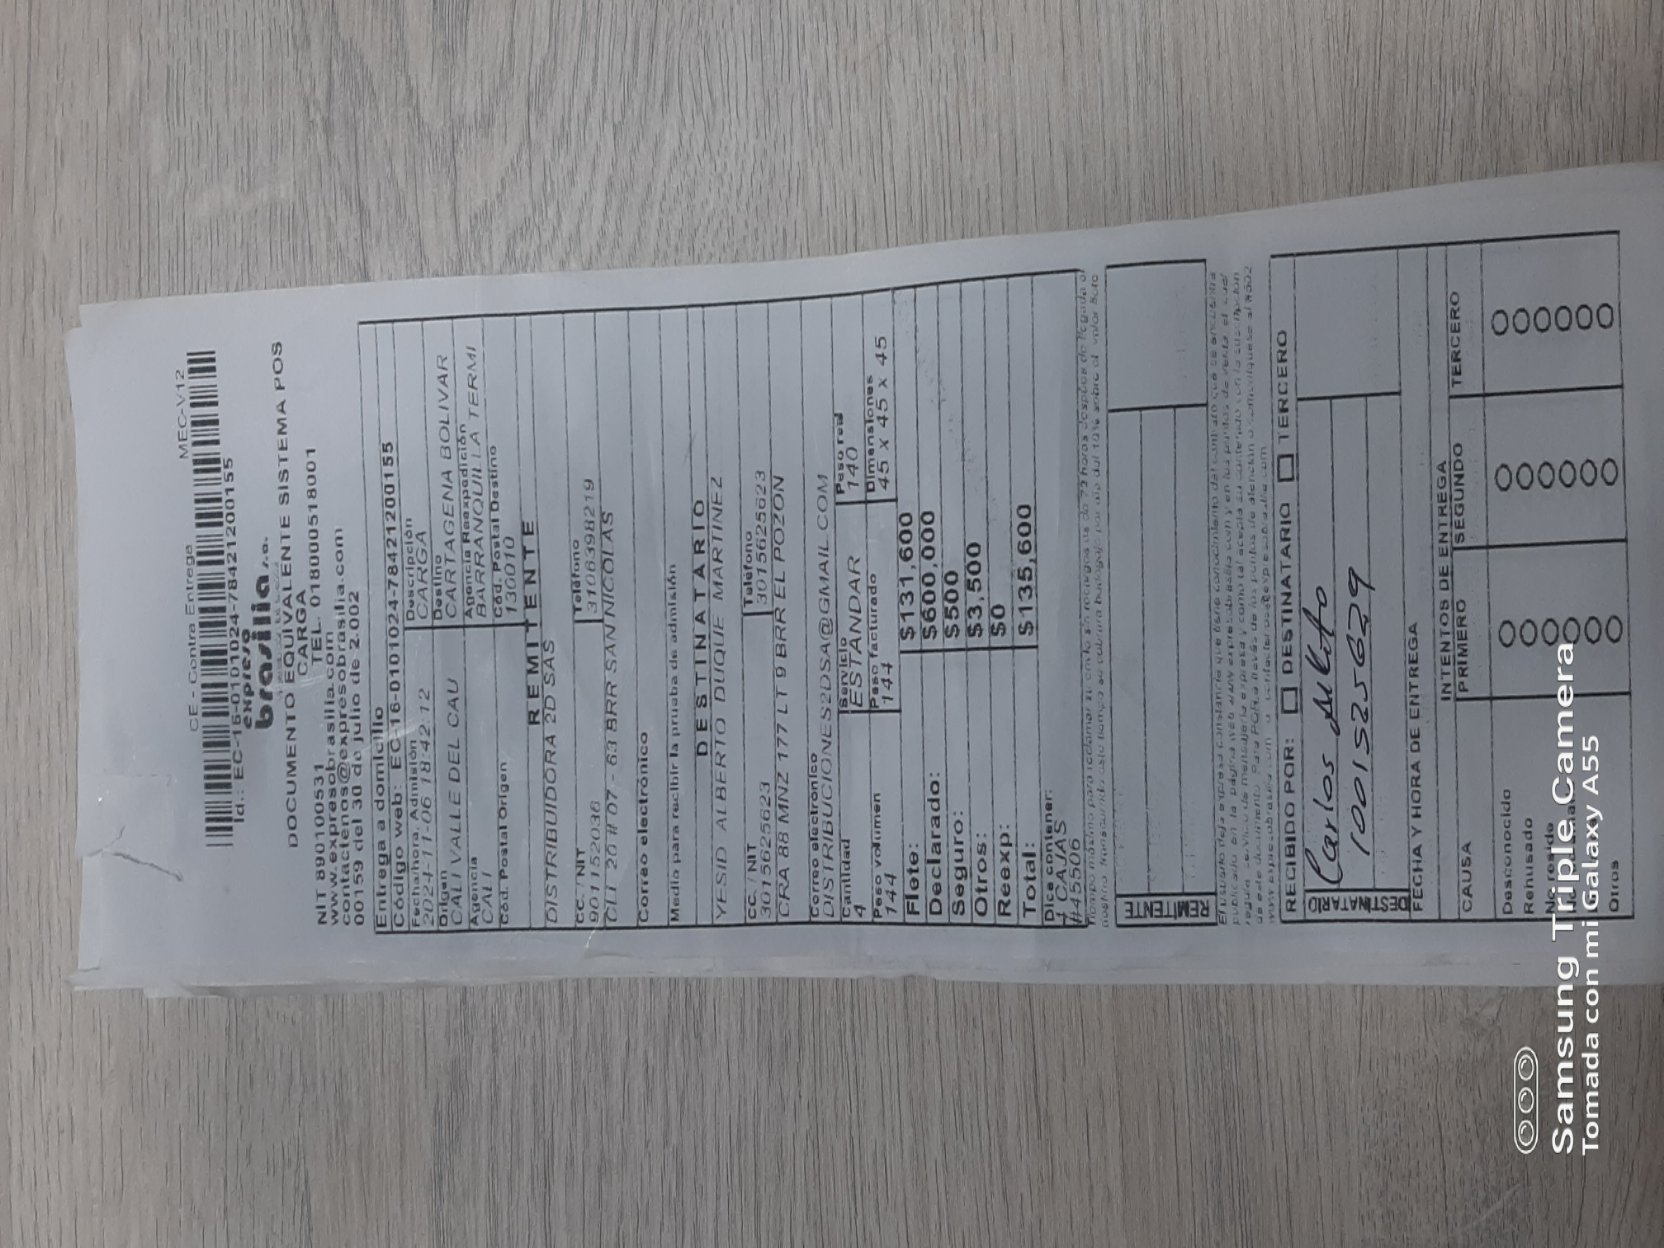 CE - Contra Entrega MEC-V12
Id.: EC-16-0101024-7842121200155
expreso
brasilia s.a.
DOCUMENTO EQUIVALENTE SISTEMA POS
CARGA
NIT 890100531 TEL. 018000518001
www.expresobrasilia.com
contactenos@expresobrasilia.com
00159 del 30 de julio de 2.002
Entrega a domicilio
Código web: EC16-0101024-7842121200155
Fecha/hora. Admisión Descripción
2024-11-06 18:42:12 CARGA
Origen Destino
CALI VALLE DEL CAU CARTAGENA BOLIVAR
Agencia Agencia Reexpedición
CALI BARRANQUILLA TERMI
Cód. Postal Origen Cód. Postal Destino
130010
REMITENTE
DISTRIBUIDORA 2D SAS
CC. / NIT Teléfono
901152036 3106398219
CLL 20 # 07 - 63 BRR SAN NICOLAS
Correo electrónico
Medio para recibir la prueba de admisión
DESTINATARIO
YESID ALBERTO DUQUE MARTINEZ
CC. / NIT Teléfono
3015625623 3015625623
CRA 88 MNZ 177 LT 9 BRR EL POZON
Correo electrónico
DISTRIBUCIONES2DSA@GMAIL.COM
Cantidad Servicio Peso real
4 ESTANDAR 140
Peso volumen Peso facturado Dimensiones
144 144 45 x 45 x 45
Flete: $131,600
Declarado: $600,000
Seguro: $500
Otros: $3,500
Reexp: $0
Total: $135,600
Dice contener:
4 CAJAS
#45506
REMITENTE
RECIBIDO POR: DESTINATARIO TERCERO
DESTINATARIO
Carlos
1001525629
FECHA Y HORA DE ENTREGA
INTENTOS DE ENTREGA
CAUSA PRIMERO SEGUNDO TERCERO
Desconocido
Rehusado
No reside
Otros
Samsung Triple Camera
Tomada con mi Galaxy A55